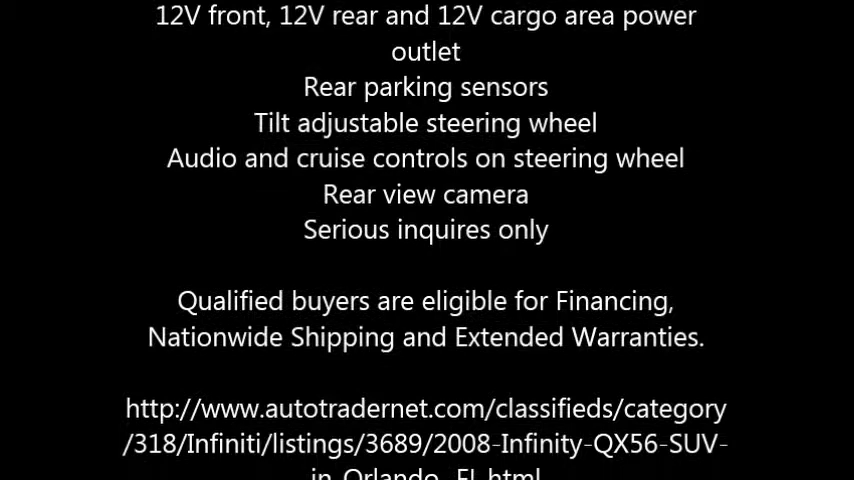 12V front, 12V rear and 12V cargo area power
outlet
Rear parking sensors
Tilt adjustable steering wheel
Audio and cruise controls on steering wheel
Rear view camera
Serious inquires only
Qualified buyers are eligible for Financing,
Nationwide Shipping and Extended Warranties.
http://www.autotradernet.com/classifieds/category
/318/Infiniti/listings/3689/2008-Infinity-QX56-SUV-
in-Orlando-